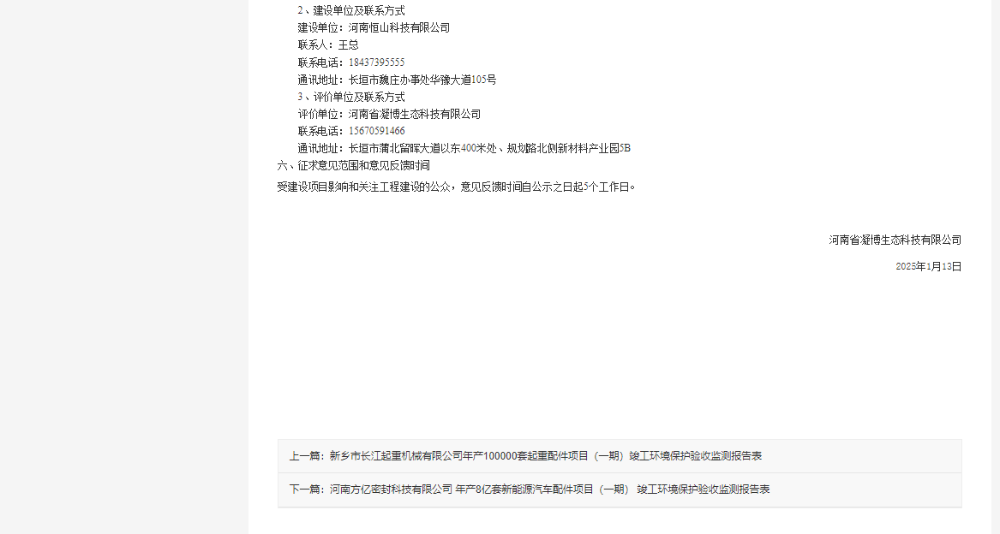 2、建设单位及联系方式
建设单位：河南恒山科技有限公司
联系人：王总
联系电话：18437395555
通讯地址：长垣市魏庄办事处华豫大道105号
3、评价单位及联系方式
评价单位：河南省凝博生态科技有限公司
联系电话：15670591466
通讯地址：长垣市蒲北留晖大道以东400米处、规划路北侧新材料产业园5B
六、征求意见范围和意见反馈时间
受建设项目影响和关注工程建设的公众，意见反馈时间自公示之日起5个工作日。
河南省凝博生态科技有限公司
2025年1月13日
上一篇：新乡市长江起重机械有限公司年产100000套起重配件项目（一期）竣工环境保护验收监测报告表
下一篇：河南方亿密封科技有限公司 年产8亿套新能源汽车配件项目（一期） 竣工环境保护验收监测报告表